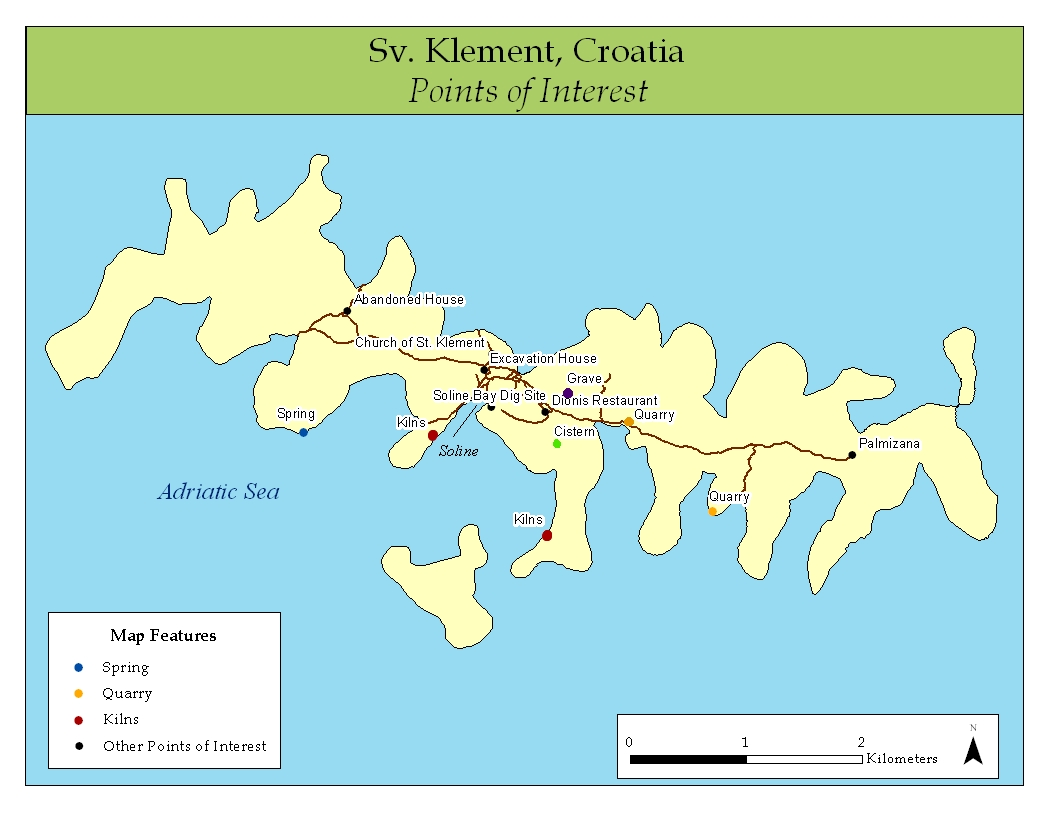 Sv. Klement, Croatia
Points of Interest
Abandoned House
Church of St. Klement
Excavation House
Grave
Soline Bay Dig Site
Dionis Restaurant
Spring
Kilns
Quarry
Cistern
Palmizana
Soline
Adriatic Sea
Quarry
Kilns
Map Features
Spring
Quarry
Kilns
Other Points of Interest
N
0 1 2
Kilometers